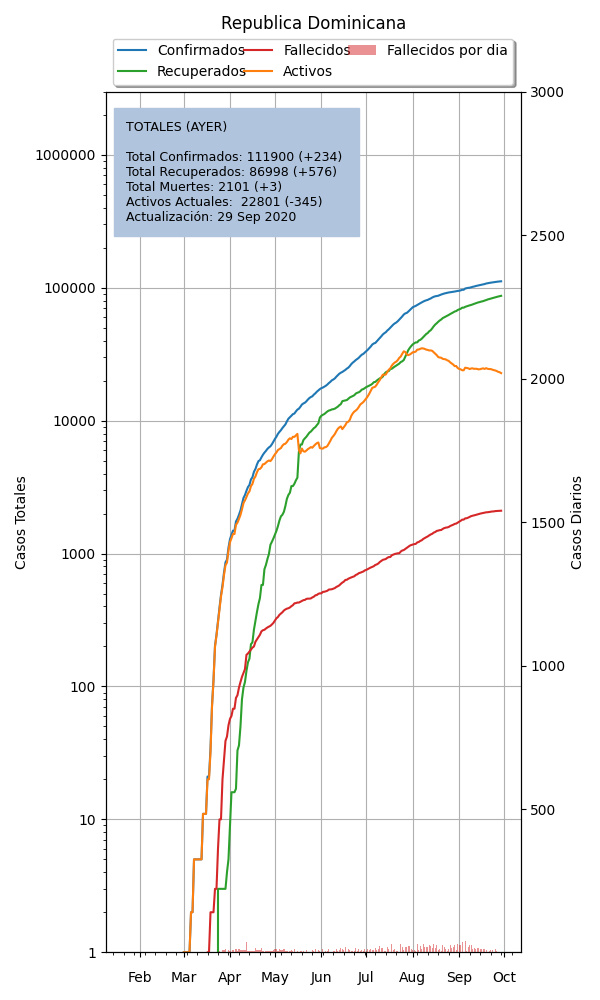 Republica Dominicana
Confirmados Fallecidos Fallecidos por dia
Recuperados Activos
TOTALES (AYER)
Total Confirmados: 111900 (+234)
Total Recuperados: 86998 (+576)
Total Muertes: 2101 (+3)
Activos Actuales:  22801 (-345)
Actualización: 29 Sep 2020
Casos Totales
1000000
100000
10000
1000
100
10
1
Casos Diarios
3000
2500
2000
1500
1000
500
Feb Mar Apr May Jun Jul Aug Sep Oct